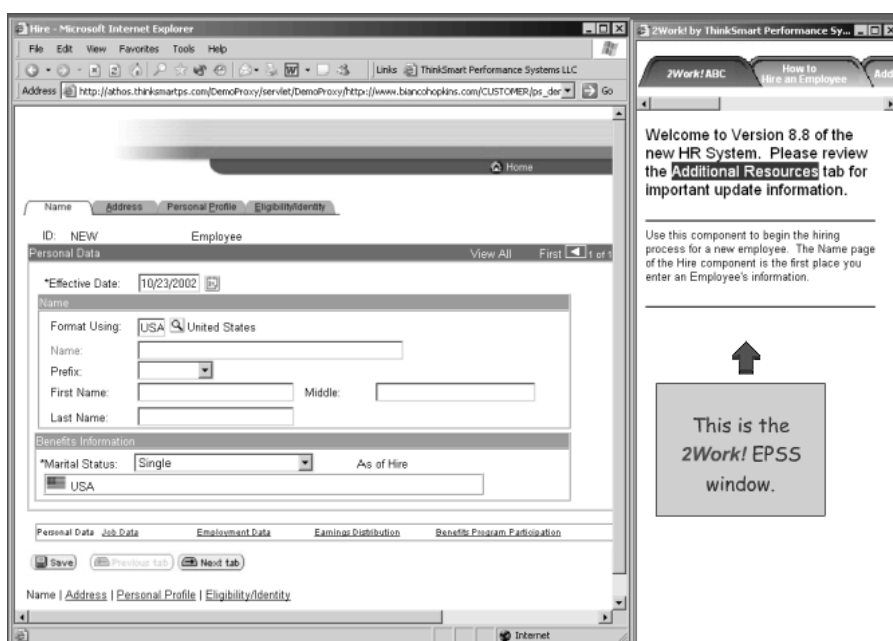 Hire - Microsoft Internet Explorer
File Edit View Favorites Tools Help
Links ThinkSmart Performance Systems LLC
Address http://athos.thinksmartps.com/DemoProxy/servlet/DemoProxy/http://www.biancohopkins.com/CUSTOMER/ps_der Go
Home
Name Address Personal Profile Eligibility/Identity
ID: NEW Employee
Personal Data View All First 1 of 1
*Effective Date: 10/23/2002
Name
Format Using: USA United States
Name:
Prefix:
First Name: Middle:
Last Name:
Benefits Information
*Marital Status: Single As of Hire
USA
Personal Data Job Data Employment Data Earnings Distribution Benefits Program Participation
Save Previous tab Next tab
Name | Address | Personal Profile | Eligibility/Identity
Internet
2Work! by ThinkSmart Performance Sy...
2Work! ABC How to Hire an Employee Add
Welcome to Version 8.8 of the
new HR System. Please review
the Additional Resources tab for
important update information.
Use this component to begin the hiring
process for a new employee. The Name page
of the Hire component is the first place you
enter an Employee's information.
This is the
2Work! EPSS
window.